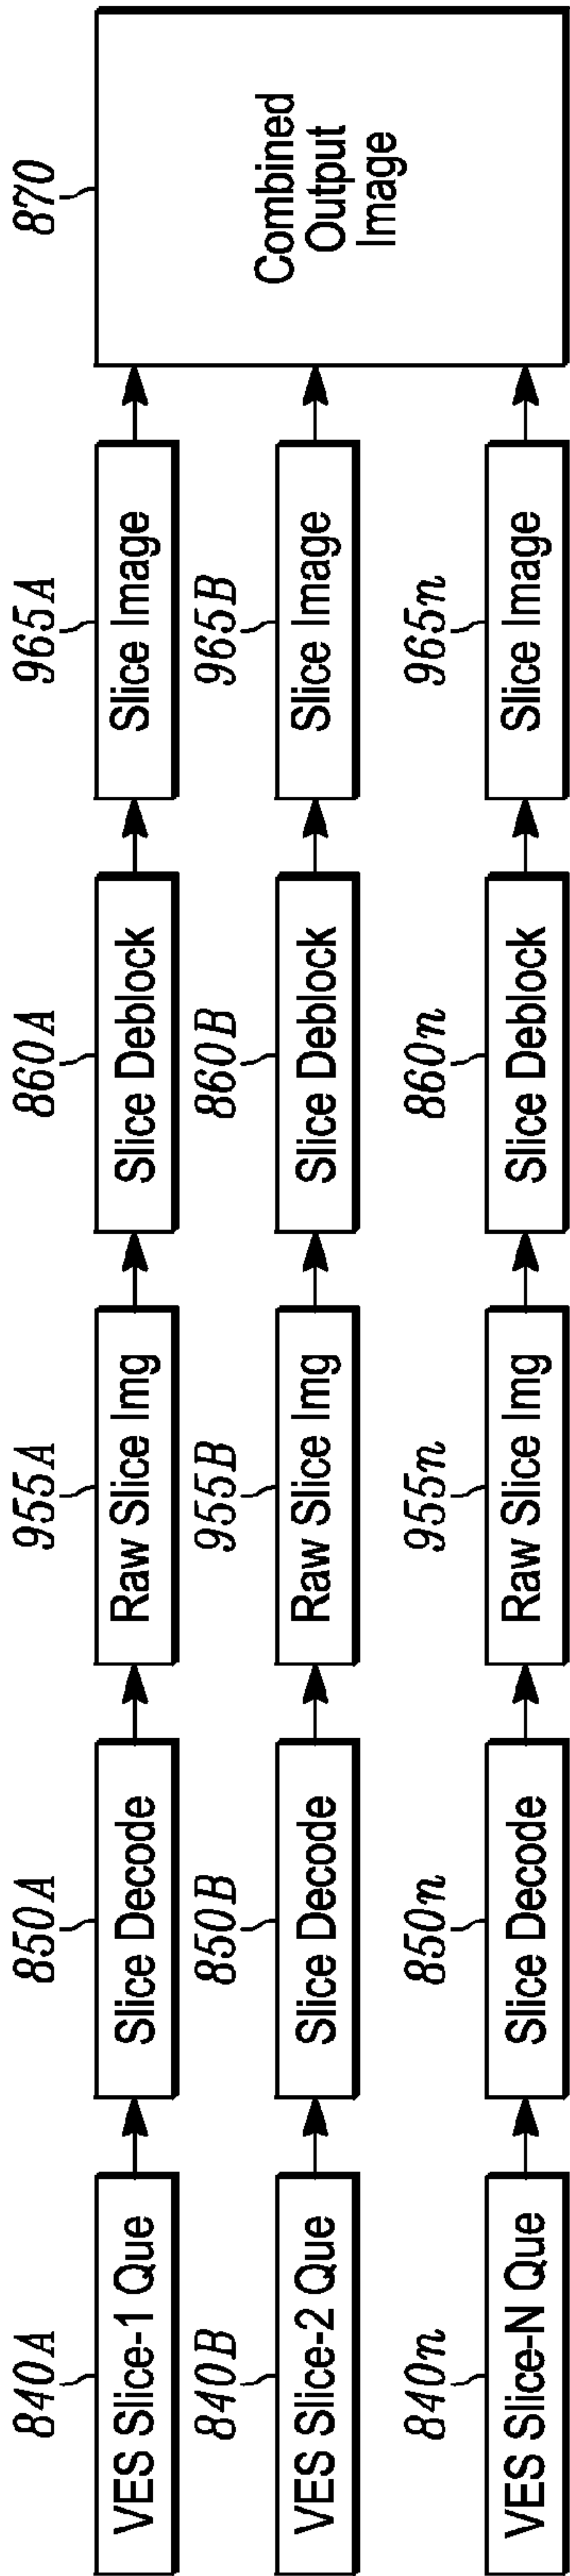 840A
850A
955A
860A
965A
870
VES Slice-1 Que
Slice Decode
Raw Slice Img
Slice Deblock
Slice Image
Combined
Output
Image
840B
850B
955B
860B
965B
VES Slice-2 Que
Slice Decode
Raw Slice Img
Slice Deblock
Slice Image
840n
850n
955n
860n
965n
VES Slice-N Que
Slice Decode
Raw Slice Img
Slice Deblock
Slice Image